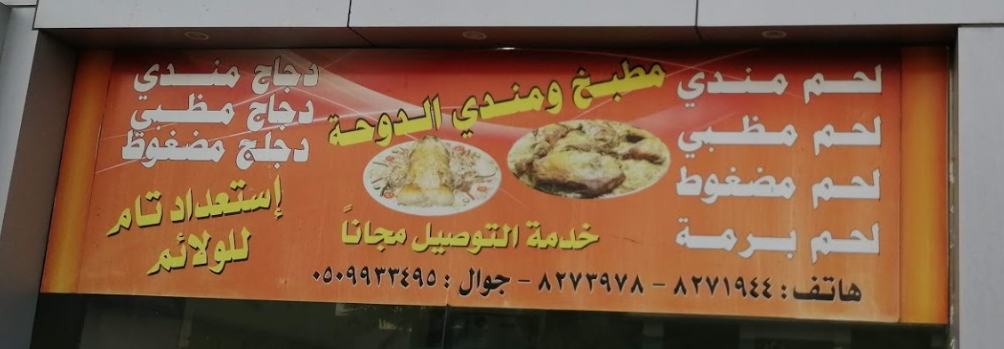 مطبخ ومندي الدوحة
لحم مندي
لحم مظبي
لحم مضغوط
لحم برمة
دجاج مندي
دجاج مظبي
دجلج مضغوظ
إستعداد تام
للولائم
خدمة التوصيل مجاناً
هاتف : ٨٢٧١٩٤٤ - ٨٢٧٣٩٧٨ - جوال : ٠٥٠٩٩٣٣٤٩٥